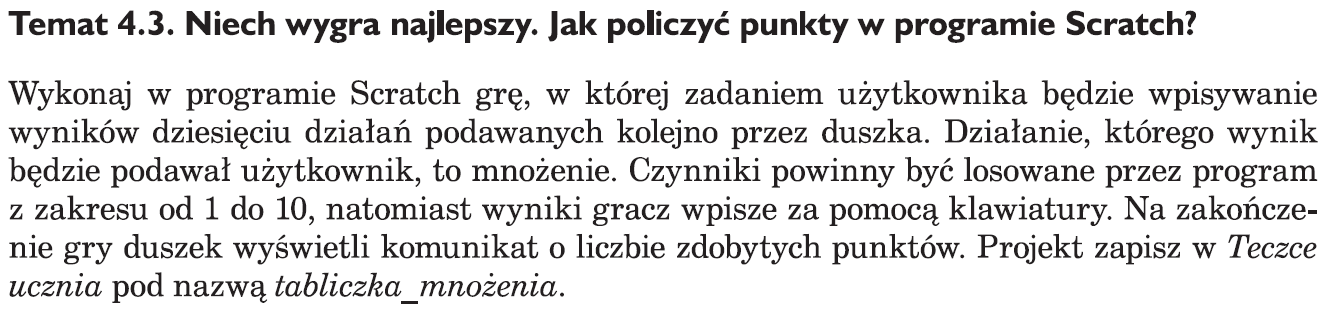 Temat 4.3. Niech wygra najlepszy. Jak policzyć punkty w programie Scratch?
Wykonaj w programie Scratch grę, w której zadaniem użytkownika będzie wpisywanie
wyników dziesięciu działań podawanych kolejno przez duszka. Działanie, którego wynik
będzie podawał użytkownik, to mnożenie. Czynniki powinny być losowane przez program
z zakresu od 1 do 10, natomiast wyniki gracz wpisze za pomocą klawiatury. Na zakończe-
nie gry duszek wyświetli komunikat o liczbie zdobytych punktów. Projekt zapisz w Teczce
ucznia pod nazwą tabliczka_mnożenia.